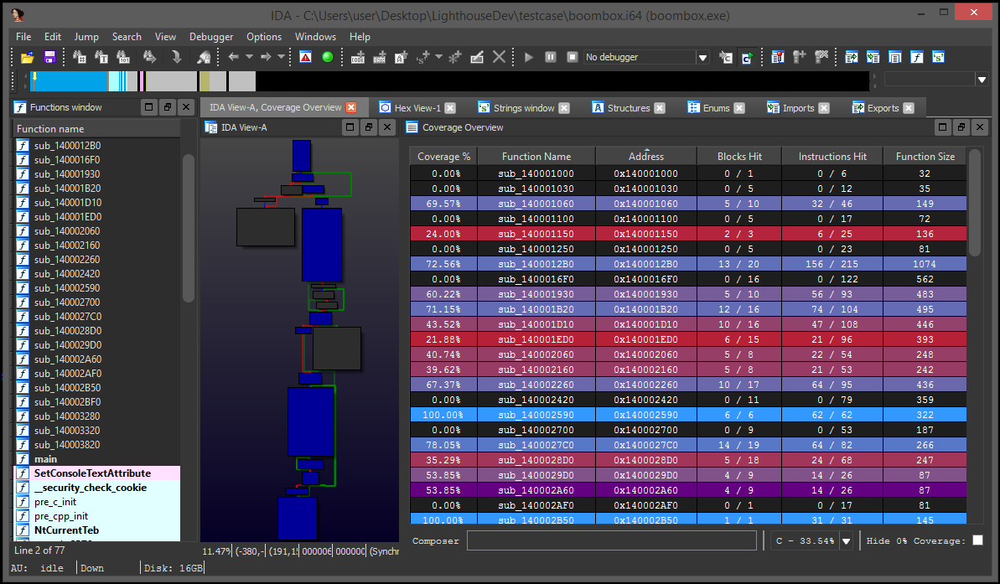 IDA - C:\Users\user\Desktop\LighthouseDev\testcase\boombox.i64 (boombox.exe)
File Edit Jump Search View Debugger Options Windows Help
No debugger
Functions window
IDA View-A, Coverage Overview
Hex View-1
Strings window
Structures
Enums
Imports
Exports
Function name
sub_1400012B0
sub_1400016F0
sub_140001930
sub_140001B20
sub_140001D10
sub_140001ED0
sub_140002060
sub_140002160
sub_140002260
sub_140002420
sub_140002590
sub_140002700
sub_1400027C0
sub_1400028D0
sub_1400029D0
sub_140002A60
sub_140002AF0
sub_140002B50
sub_140002BF0
sub_140003280
sub_140003320
sub_140003820
main
SetConsoleTextAttribute
__security_check_cookie
pre_c_init
pre_cpp_init
NtCurrentTeb
Line 2 of 77
IDA View-A
11.47% (-380,- (191,1 000006 000000 (Synchr
Coverage Overview
Coverage % Function Name Address Blocks Hit Instructions Hit Function Size
0.00% sub_140001000 0x140001000 0 / 1 0 / 6 32
0.00% sub_140001030 0x140001030 0 / 5 0 / 12 35
69.57% sub_140001060 0x140001060 5 / 10 32 / 46 149
0.00% sub_140001100 0x140001100 0 / 5 0 / 17 72
24.00% sub_140001150 0x140001150 2 / 3 6 / 25 136
0.00% sub_140001250 0x140001250 0 / 5 0 / 23 81
72.56% sub_1400012B0 0x1400012B0 13 / 20 156 / 215 1074
0.00% sub_1400016F0 0x1400016F0 0 / 16 0 / 122 562
60.22% sub_140001930 0x140001930 5 / 10 56 / 93 483
71.15% sub_140001B20 0x140001B20 12 / 16 74 / 104 495
43.52% sub_140001D10 0x140001D10 10 / 16 47 / 108 446
21.88% sub_140001ED0 0x140001ED0 6 / 15 21 / 96 393
40.74% sub_140002060 0x140002060 5 / 8 22 / 54 248
39.62% sub_140002160 0x140002160 5 / 8 21 / 53 242
67.37% sub_140002260 0x140002260 10 / 17 64 / 95 436
0.00% sub_140002420 0x140002420 0 / 11 0 / 79 359
100.00% sub_140002590 0x140002590 6 / 6 62 / 62 322
0.00% sub_140002700 0x140002700 0 / 9 0 / 53 187
78.05% sub_1400027C0 0x1400027C0 14 / 19 64 / 82 266
35.29% sub_1400028D0 0x1400028D0 5 / 18 24 / 68 247
53.85% sub_1400029D0 0x1400029D0 4 / 9 14 / 26 87
53.85% sub_140002A60 0x140002A60 4 / 9 14 / 26 87
0.00% sub_140002AF0 0x140002AF0 0 / 1 0 / 17 81
100.00% sub_140002B50 0x140002B50 1 / 1 31 / 31 145
Composer
C - 33.54%
Hide 0% Coverage:
AU: idle Down Disk: 16GB